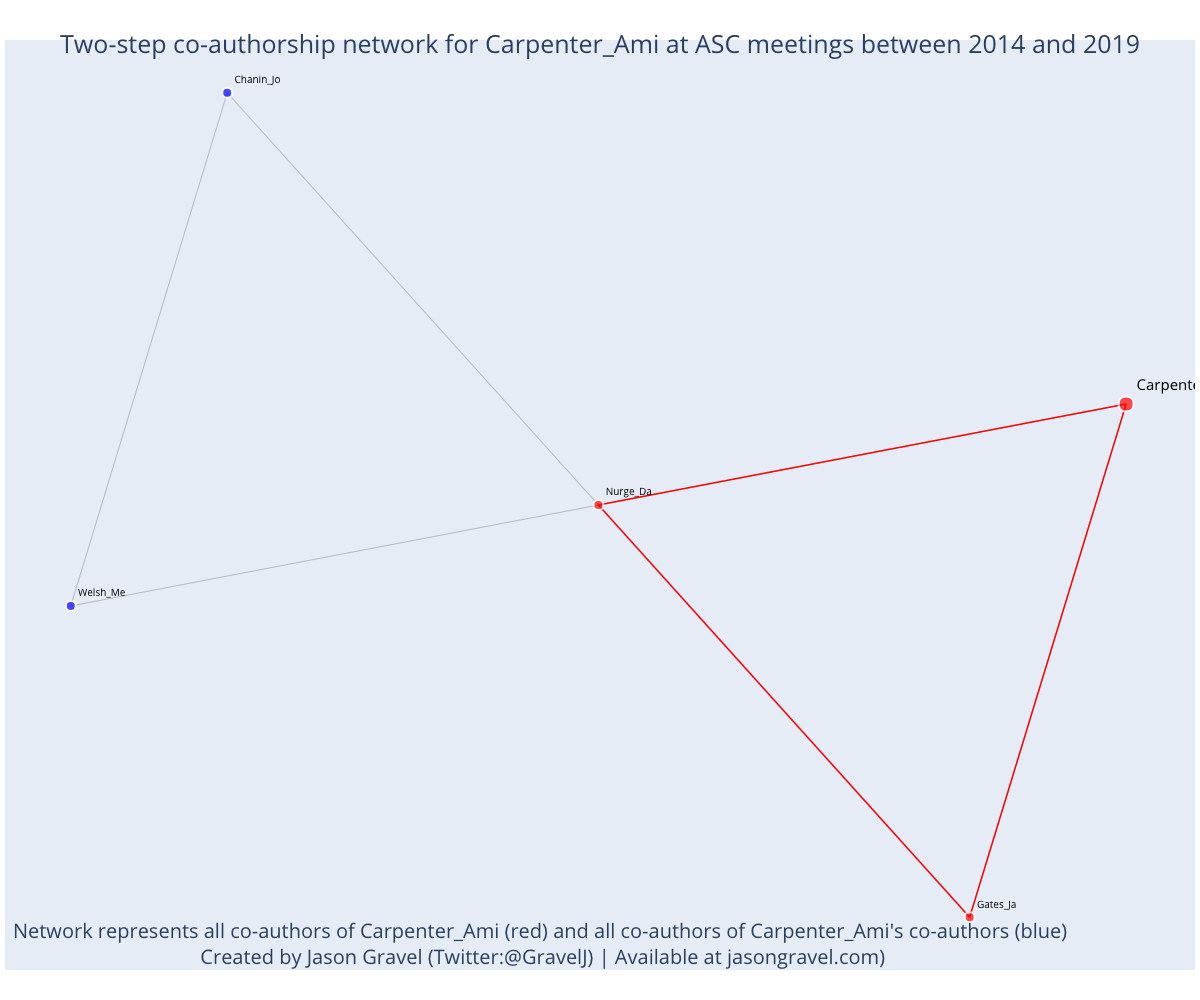 Two-step co-authorship network for Carpenter_Ami at ASC meetings between 2014 and 2019
Chanin_Jo
Carpente
Nurge_Da
Welsh_Me
Gates_Ja
Network represents all co-authors of Carpenter_Ami (red) and all co-authors of Carpenter_Ami's co-authors (blue)
Created by Jason Gravel (Twitter:@GravelJ) | Available at jasongravel.com)